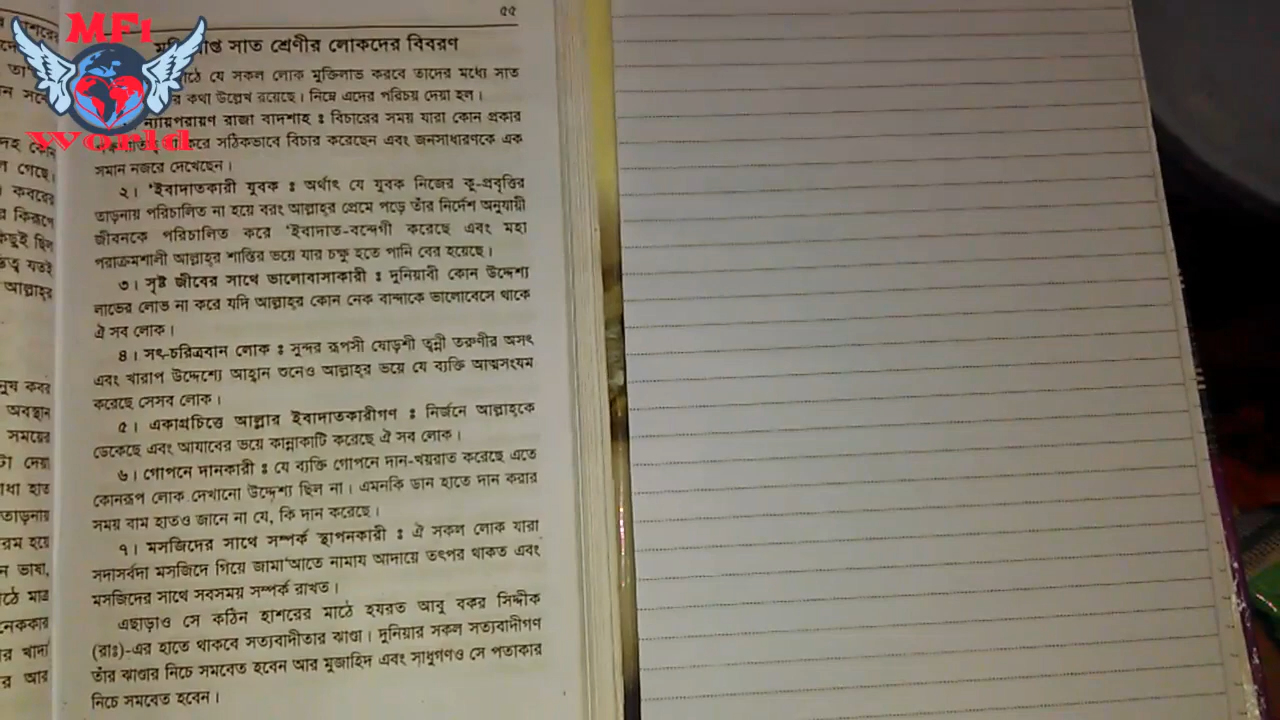 MF1
World
৫৫
সাত শ্রেণীর লোকদের বিবরণ
যে সকল লোক মুক্তিলাভ করবে তাদের মধ্যে সাত
কথা উল্লেখ রয়েছে। নিম্নে এদের পরিচয় দেয়া হল।
ন্যায়পরায়ণ রাজা বাদশাহ ঃ বিচারের সময় যারা কোন প্রকার
করে সঠিকভাবে বিচার করেছেন এবং জনসাধারণকে এক
সমান নজরে দেখেছেন।
২। ‘ইবাদাতকারী যুবক ঃ অর্থাৎ যে যুবক নিজের কু-প্রবৃত্তির
তাড়নায় পরিচালিত না হয়ে বরং আল্লাহ্‌র প্রেমে পড়ে তাঁর নির্দেশ অনুযায়ী
জীবনকে পরিচালিত করে ‘ইবাদাত-বন্দেগী করেছে এবং মহা
পরাক্রমশালী আল্লাহ্‌র শাস্তির ভয়ে যার চক্ষু হতে পানি বের হয়েছে।
৩। সৃষ্ট জীবের সাথে ভালোবাসাকারী ঃ দুনিয়াবী কোন উদ্দেশ্য
লাভের লোভ না করে যদি আল্লাহ্‌র কোন নেক বান্দাকে ভালোবেসে থাকে
ঐ সব লোক।
৪। সৎ-চরিত্রবান লোক ঃ সুন্দর রূপসী ষোড়শী ত্বন্নী তরুণীর অসৎ
এবং খারাপ উদ্দেশ্যে আহ্বান শুনেও আল্লাহ্‌র ভয়ে যে ব্যক্তি আত্মসংযম
করেছে সেসব লোক।
৫। একাগ্রচিত্তে আল্লার ইবাদাতকারীগণ ঃ নির্জনে আল্লাহ্‌কে
ডেকেছে এবং আযাবের ভয়ে কান্নাকাটি করেছে ঐ সব লোক।
৬। গোপনে দানকারী ঃ যে ব্যক্তি গোপনে দান-খয়রাত করেছে এতে
কোনরূপ লোক দেখানো উদ্দেশ্য ছিল না। এমনকি ডান হাতে দান করার
সময় বাম হাতও জানে না যে, কি দান করেছে।
৭। মসজিদের সাথে সম্পর্ক স্থাপনকারী ঃ ঐ সকল লোক যারা
সদাসর্বদা মসজিদে গিয়ে জামা‘আতে নামায আদায়ে তৎপর থাকত এবং
মসজিদের সাথে সবসময় সম্পর্ক রাখত।
এছাড়াও সে কঠিন হাশরের মাঠে হযরত আবু বকর সিদ্দীক
(রাঃ)-এর হাতে থাকবে সত্যবাদীতার ঝাণ্ডা। দুনিয়ার সকল সত্যবাদীগণ
তাঁর ঝাণ্ডার নিচে সমবেত হবেন আর মুজাহিদ এবং সাধুগণও সে পতাকার
নিচে সমবেত হবেন।